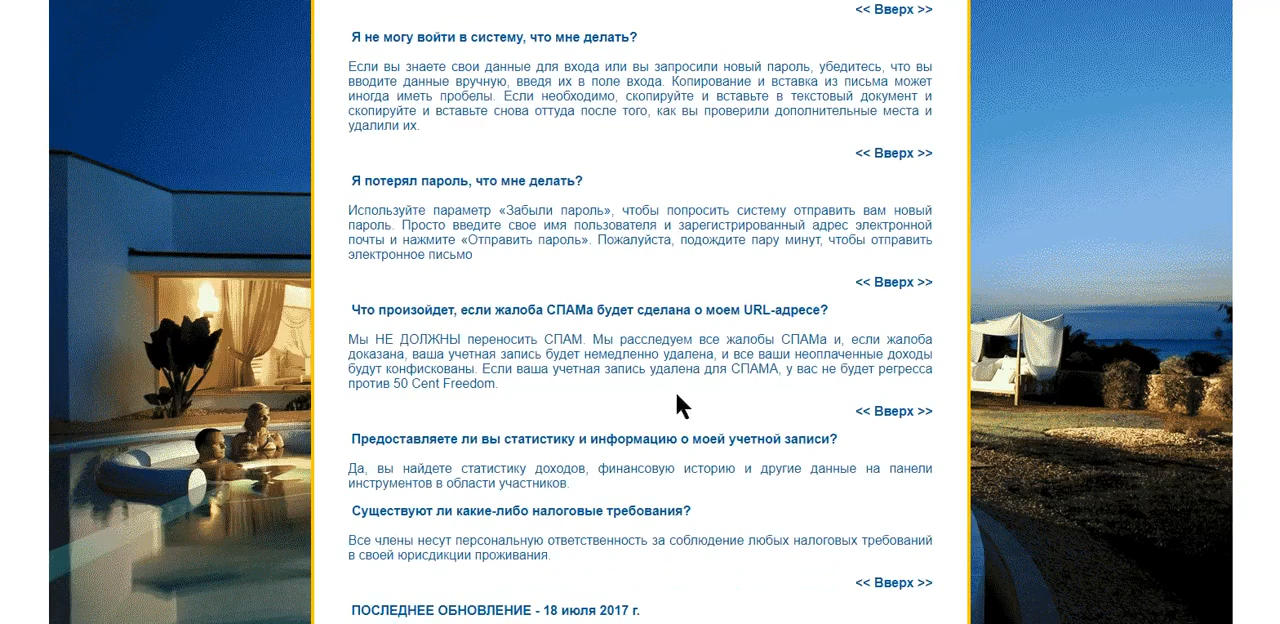 << Вверх >>
Я не могу войти в систему, что мне делать?
Если вы знаете свои данные для входа или вы запросили новый пароль, убедитесь, что вы
вводите данные вручную, введя их в поле входа. Копирование и вставка из письма может
иногда иметь пробелы. Если необходимо, скопируйте и вставьте в текстовый документ и
скопируйте и вставьте снова оттуда после того, как вы проверили дополнительные места и
удалили их.
<< Вверх >>
Я потерял пароль, что мне делать?
Используйте параметр «Забыли пароль», чтобы попросить систему отправить вам новый
пароль. Просто введите свое имя пользователя и зарегистрированный адрес электронной
почты и нажмите «Отправить пароль». Пожалуйста, подождите пару минут, чтобы отправить
электронное письмо
<< Вверх >>
Что произойдет, если жалоба СПАМа будет сделана о моем URL-адресе?
Мы НЕ ДОЛЖНЫ переносить СПАМ. Мы расследуем все жалобы СПАМа и, если жалоба
доказана, ваша учетная запись будет немедленно удалена, и все ваши неоплаченные доходы
будут конфискованы. Если ваша учетная запись удалена для СПАМА, у вас не будет регресса
против 50 Cent Freedom.
<< Вверх >>
Предоставляете ли вы статистику и информацию о моей учетной записи?
Да, вы найдете статистику доходов, финансовую историю и другие данные на панели
инструментов в области участников.
Существуют ли какие-либо налоговые требования?
Все члены несут персональную ответственность за соблюдение любых налоговых требований
в своей юрисдикции проживания.
<< Вверх >>
ПОСЛЕДНЕЕ ОБНОВЛЕНИЕ - 18 июля 2017 г.